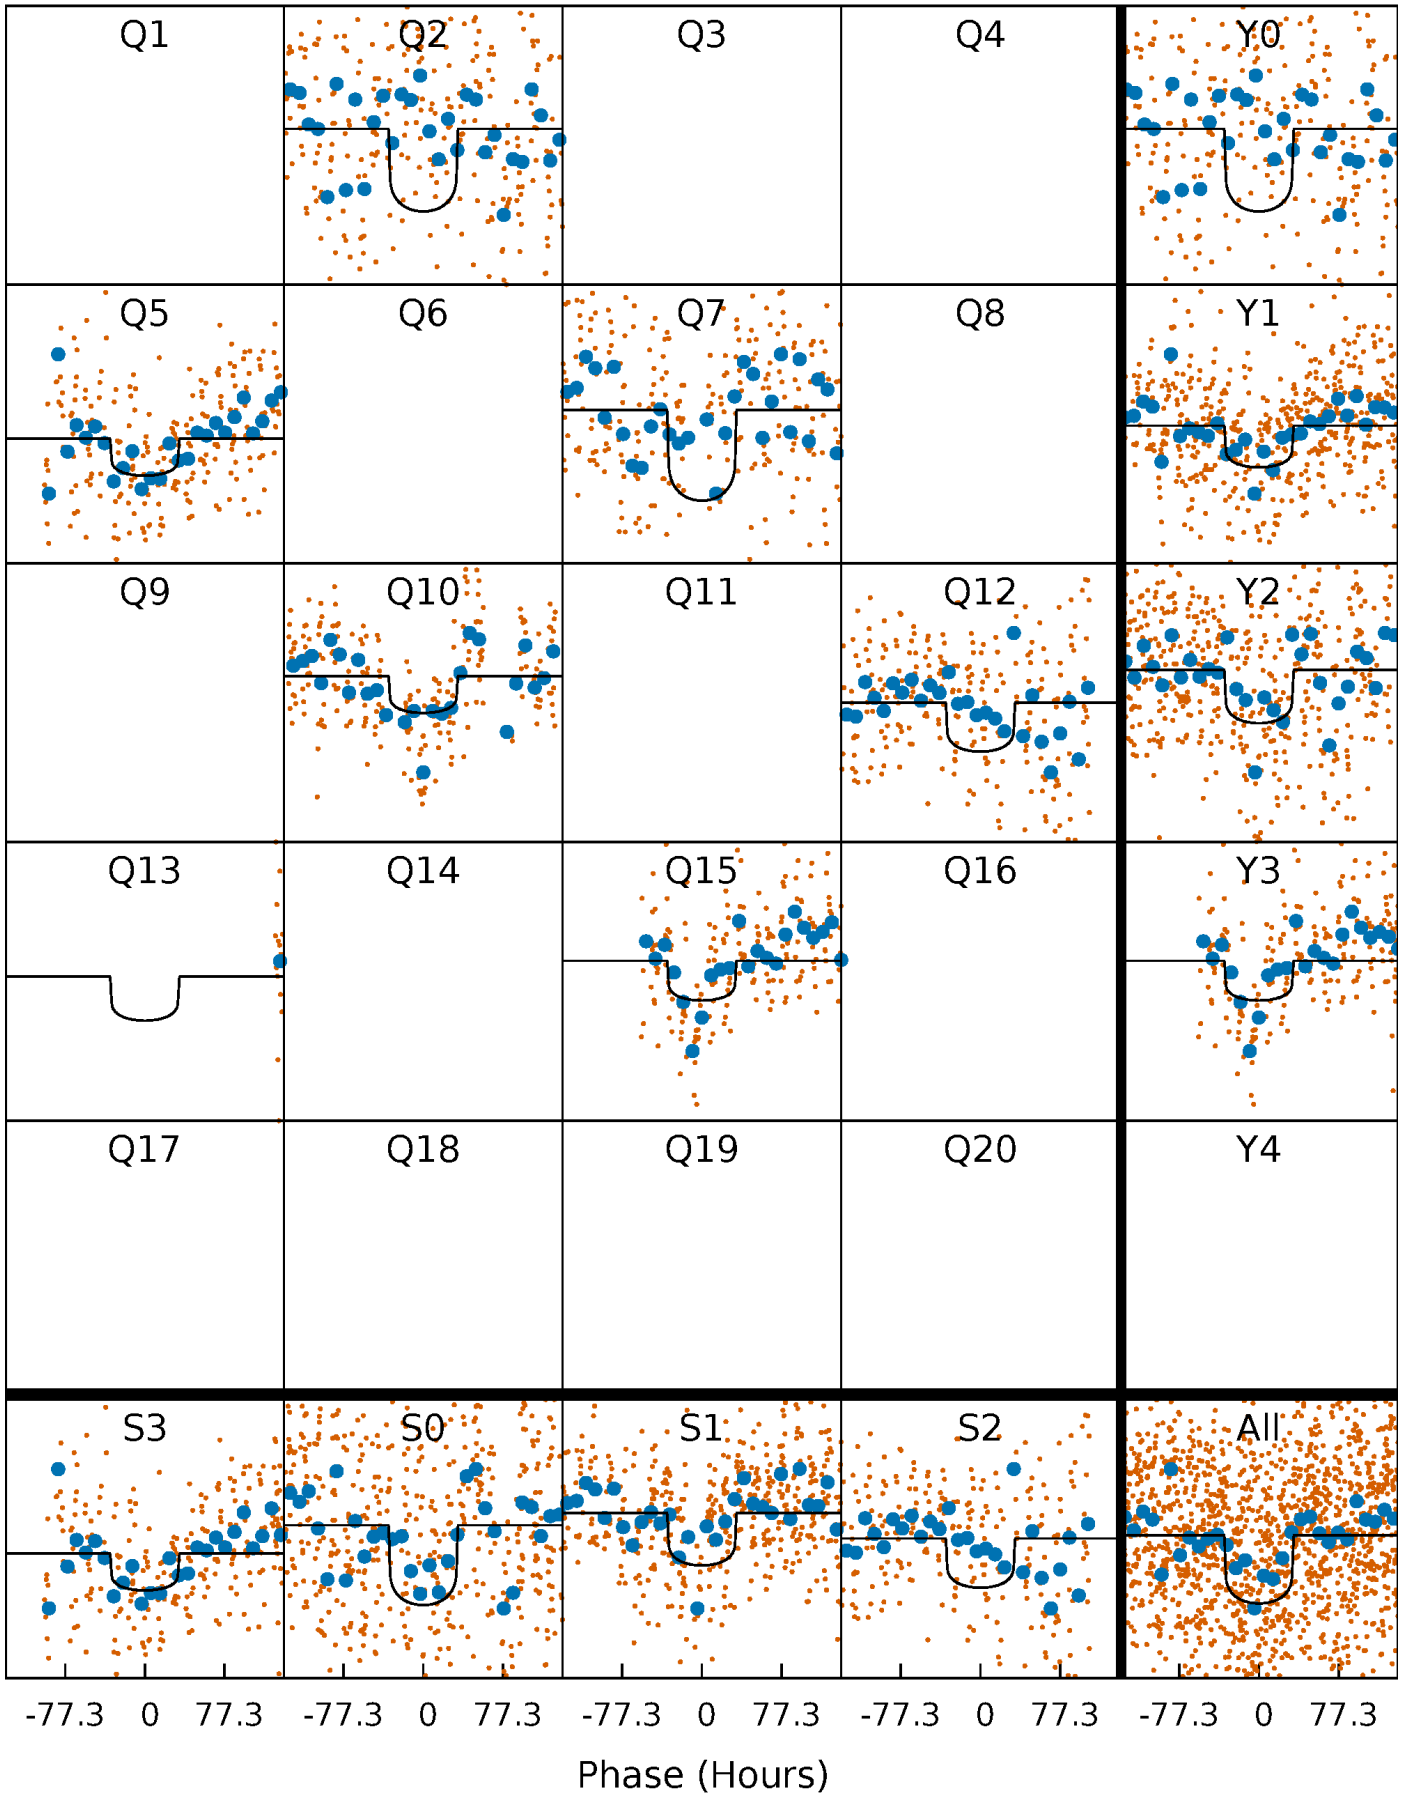 Q1 Q2 Q3 Q4 Y0
Q5 Q6 Q7 Q8 Y1
Q9 Q10 Q11 Q12 Y2
Q13 Q14 Q15 Q16 Y3
Q17 Q18 Q19 Q20 Y4
S3 S0 S1 S2 All
-77.3 0 77.3 -77.3 0 77.3 -77.3 0 77.3 -77.3 0 77.3 -77.3 0 77.3
Phase (Hours)